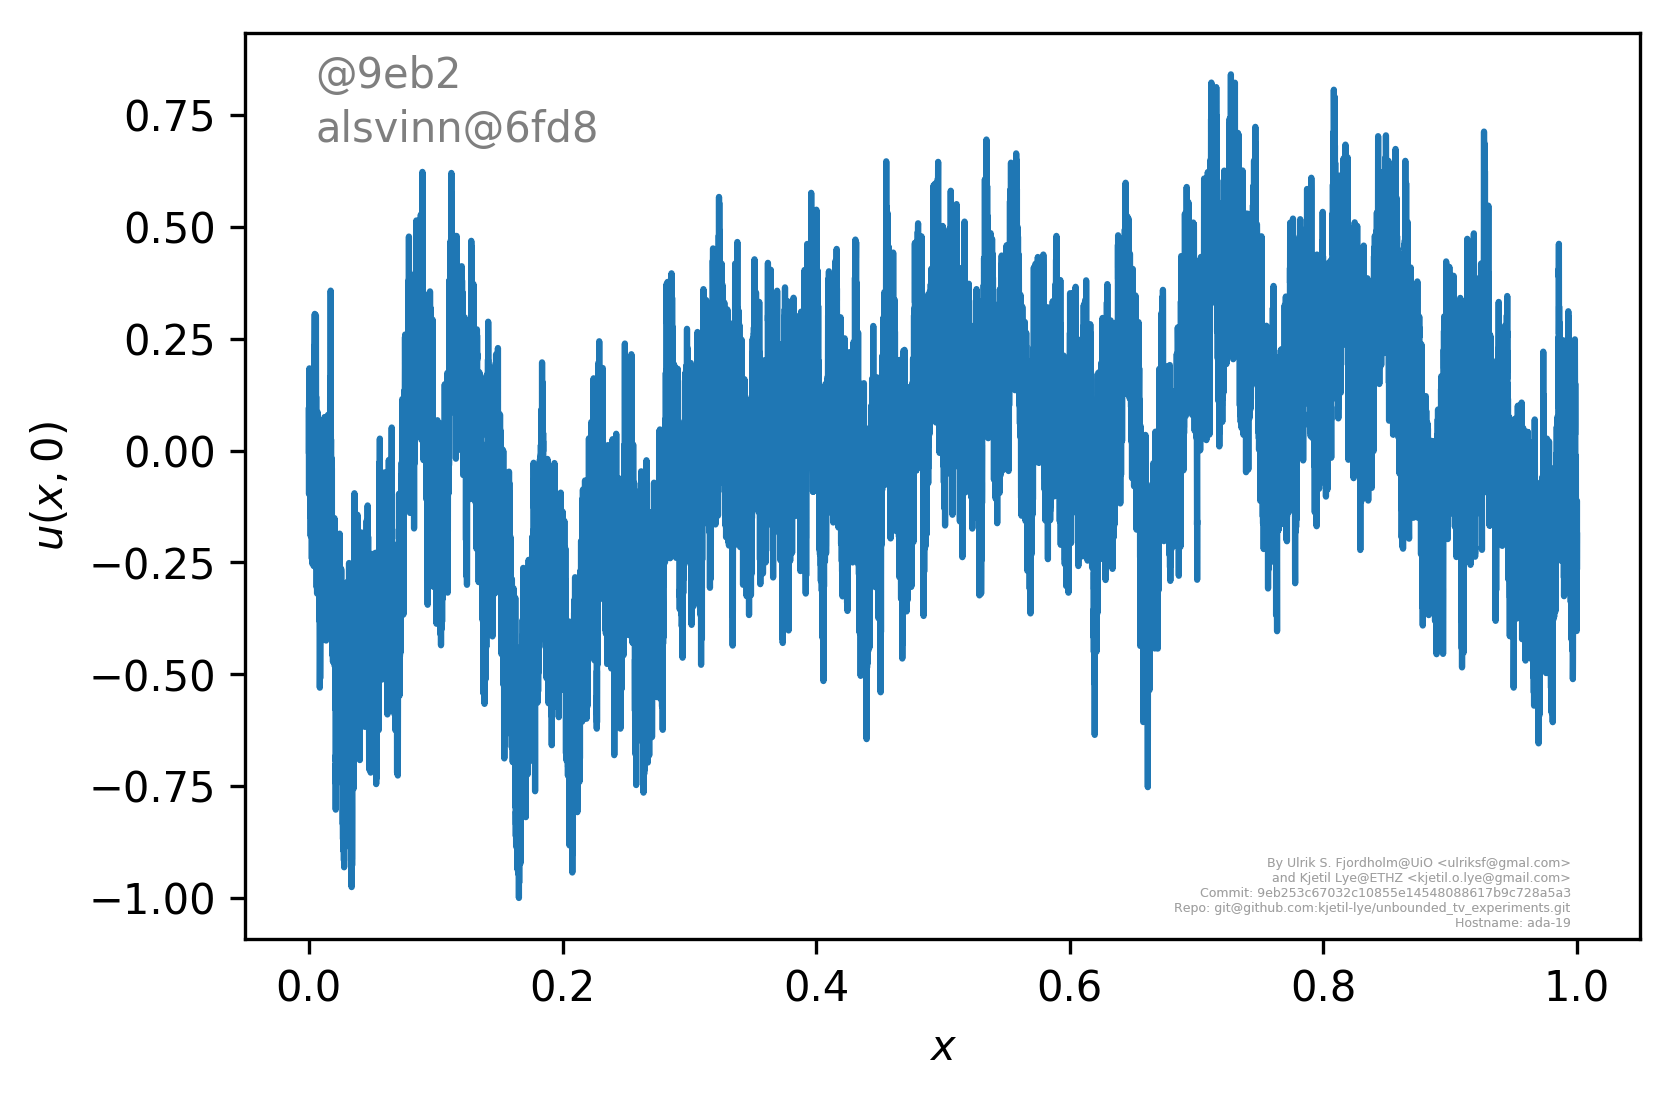 @9eb2
alsvinn@6fd8
0.75
0.50
0.25
0.00
−0.25
−0.50
−0.75
−1.00
u(x, 0)
By Ulrik S. Fjordholm@UiO <ulriksf@gmal.com>
and Kjetil Lye@ETHZ <kjetil.o.lye@gmail.com>
Commit: 9eb253c67032c10855e14548088617b9c728a5a3
Repo: git@github.com:kjetil-lye/unbounded_tv_experiments.git
Hostname: ada-19
0.0 0.2 0.4 0.6 0.8 1.0
x